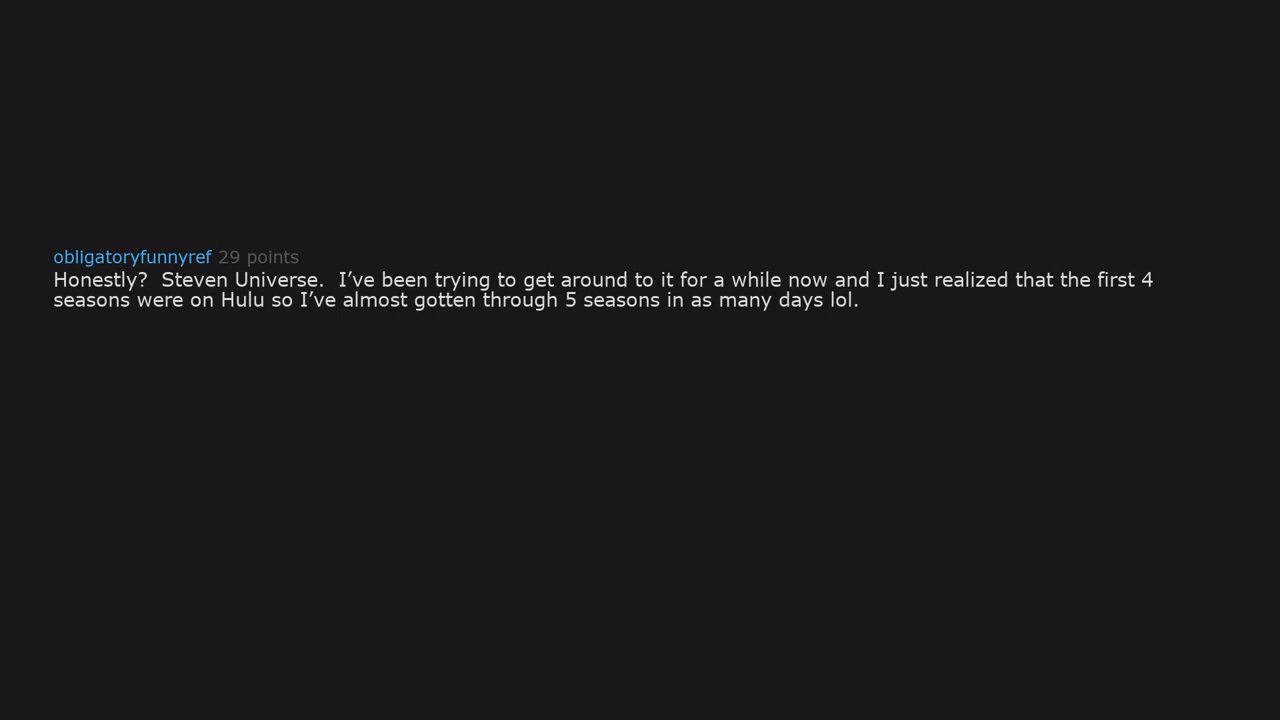 obligatoryfunnyref 29 points
Honestly?  Steven Universe.  I’ve been trying to get around to it for a while now and I just realized that the first 4
seasons were on Hulu so I’ve almost gotten through 5 seasons in as many days lol.